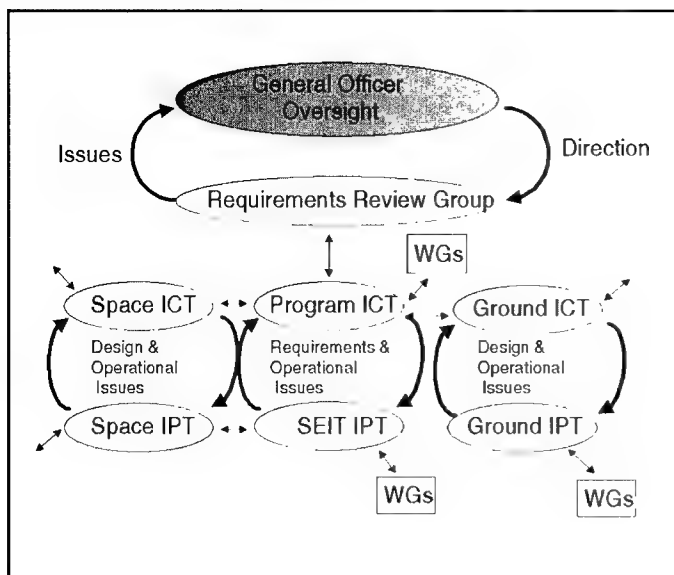 General Officer
Oversight
Issues
Direction
Requirements Review Group
WGs
Space ICT
Program ICT
Ground ICT
Design &
Operational
Issues
Requirements &
Operational
Issues
Design &
Operational
Issues
Space IPT
SEIT IPT
Ground IPT
WGs
WGs